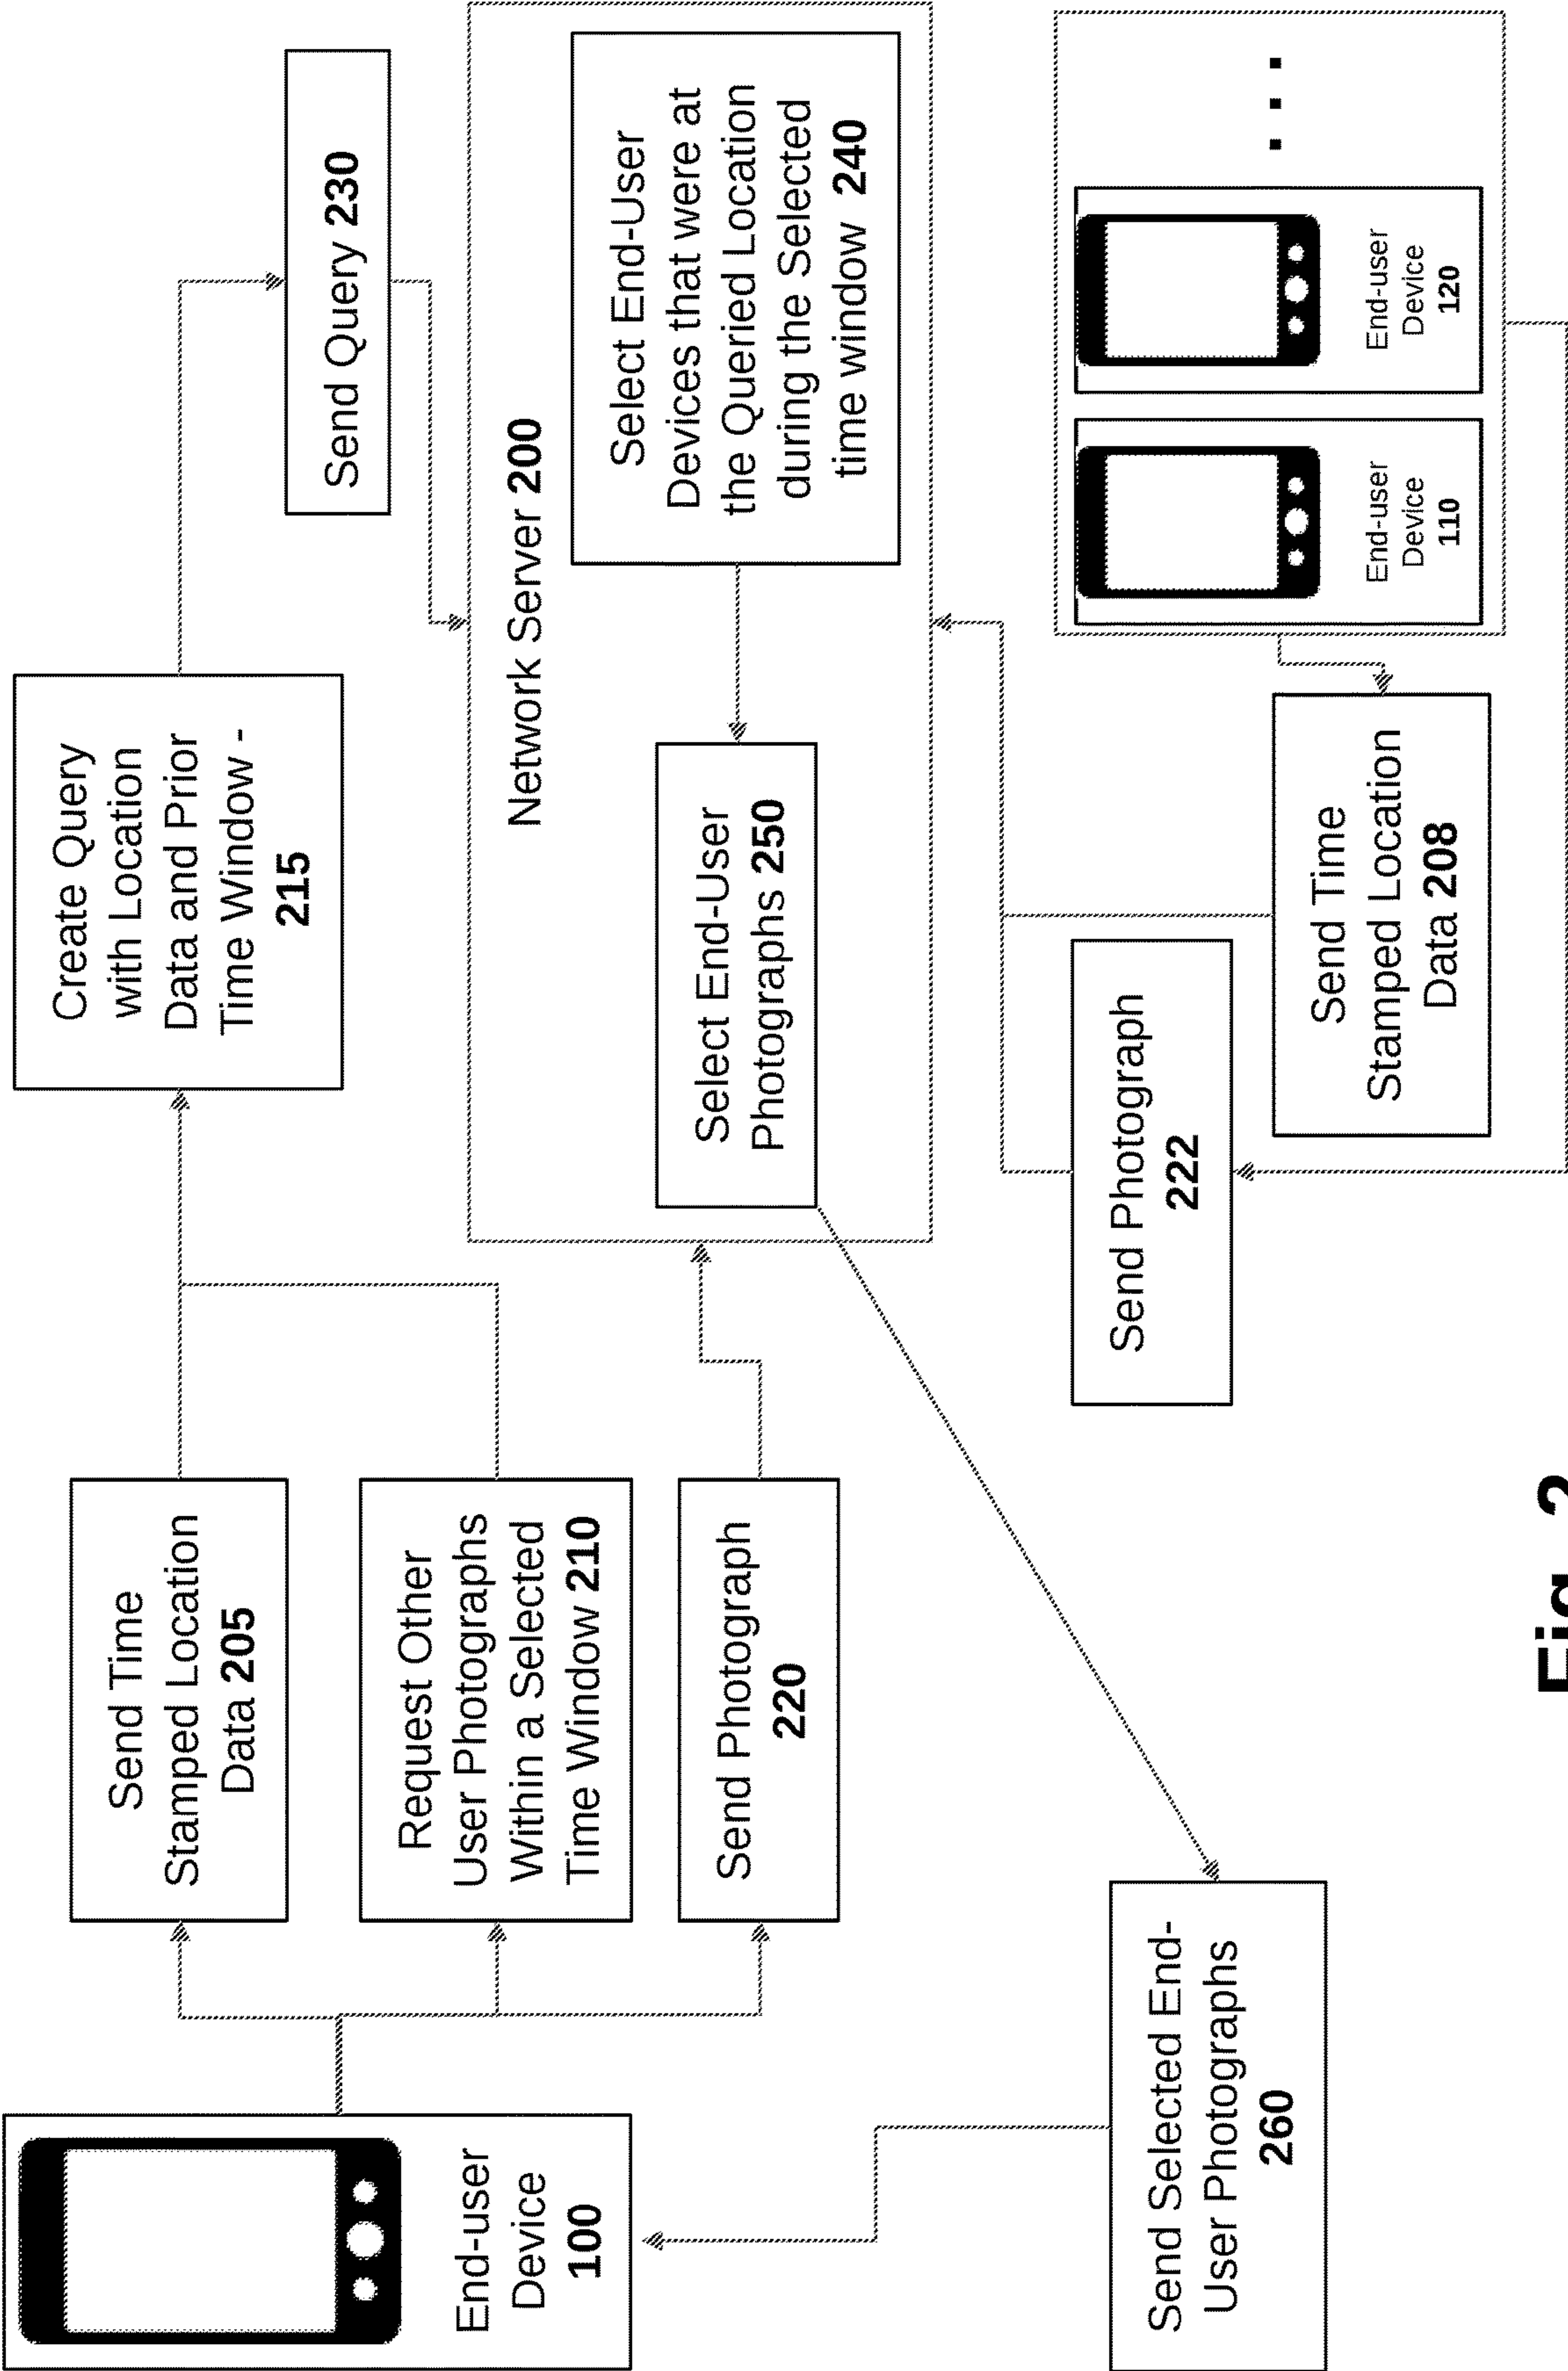 End-user
Device
100
Send Time
Stamped Location
Data 205
Request Other
User Photographs
Within a Selected
Time Window 210
Send Photograph
220
Create Query
with Location
Data and Prior
Time Window -
215
Send Query 230
Network Server 200
Select End-User
Devices that were at
the Queried Location
during the Selected
time window 240
Select End-User
Photographs 250
Send Selected End-
User Photographs
260
Send Photograph
222
Send Time
Stamped Location
Data 208
End-user
Device
110
End-user
Device
120
...
Fig. 2